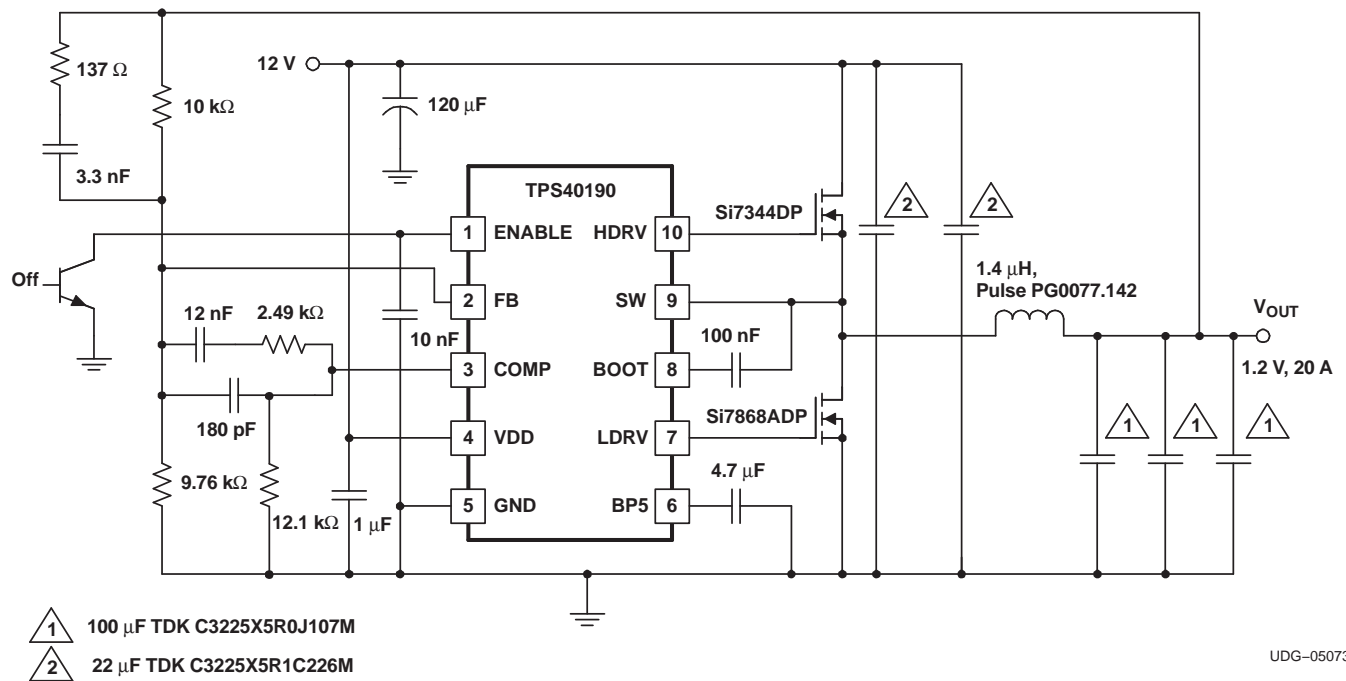 137 Ω
10 kΩ
3.3 nF
12 V
120 μF
TPS40190
1 ENABLE HDRV 10
2 FB SW 9
3 COMP BOOT 8
4 VDD LDRV 7
5 GND BP5 6
Off
12 nF
2.49 kΩ
10 nF
180 pF
9.76 kΩ
12.1 kΩ
1 μF
Si7344DP
2
2
1.4 μH,
Pulse PG0077.142
100 nF
Si7868ADP
4.7 μF
VOUT
1.2 V, 20 A
1
1
1
1 100 μF TDK C3225X5R0J107M
2 22 μF TDK C3225X5R1C226M
UDG−05073